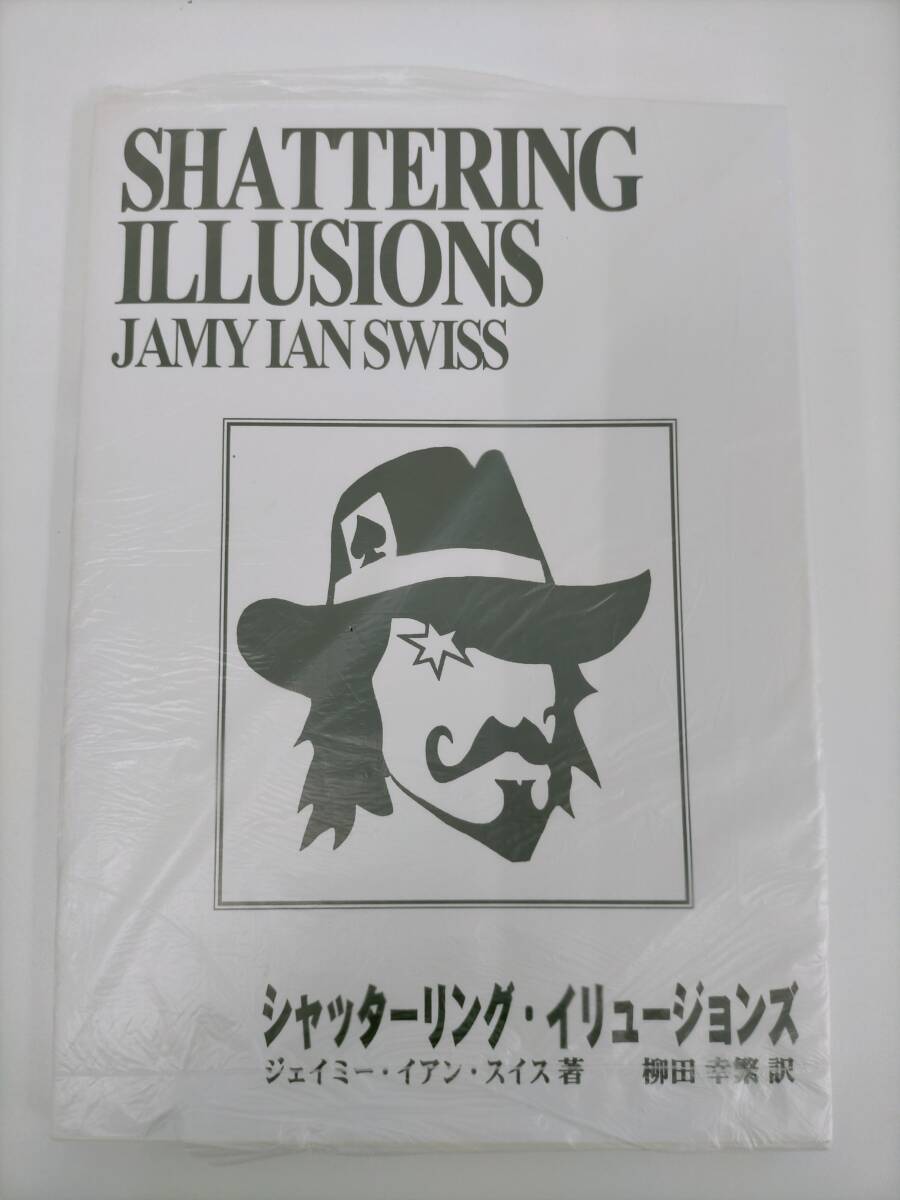 SHATTERING
ILLUSIONS
JAMY IAN SWISS
シャッターリング・イリュージョンズ
ジェイミー・イアン・スイス 著　柳田 幸繁 訳